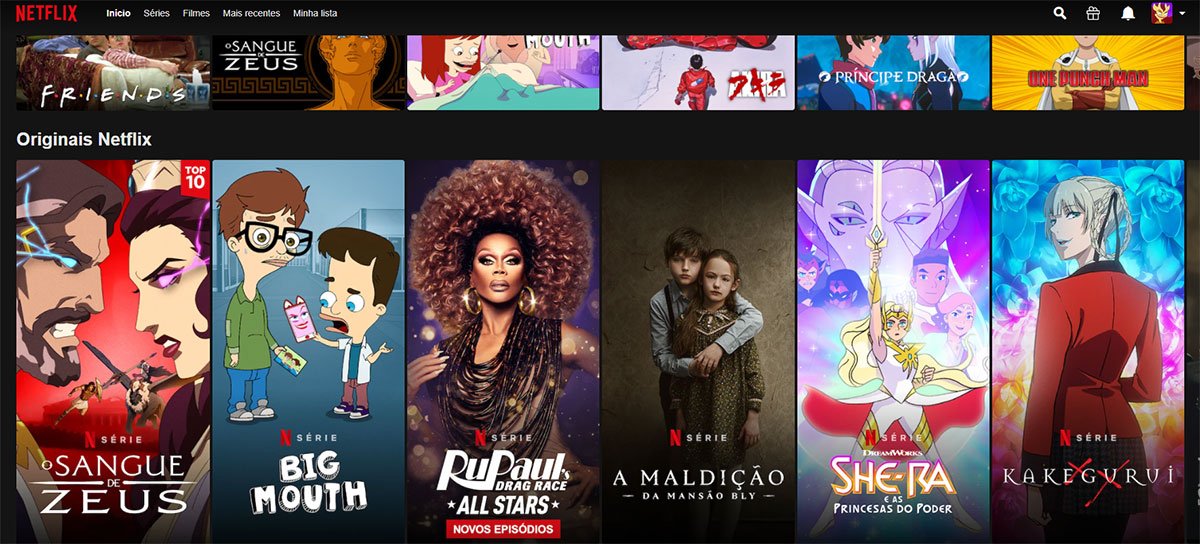 NETFLIX
Início Séries Filmes Mais recentes Minha lista
FRIENDS
O SANGUE
DE
ZEUS
MOUTH
PRÍNCIPE DRAGÃO
ONE PUNCH MAN
Originais Netflix
TOP
10
N SÉRIE
O SANGUE
DE
ZEUS
N SÉRIE
BIG
MOUTH
N SÉRIE
RuPaul's
DRAG RACE
★ALL STARS★
NOVOS EPISÓDIOS
N SÉRIE
A MALDIÇÃO
DA MANSÃO BLY
N SÉRIE
DREAMWORKS
SHE-RA
E AS
PRINCESAS DO PODER
N SÉRIE
KAKEGURUI